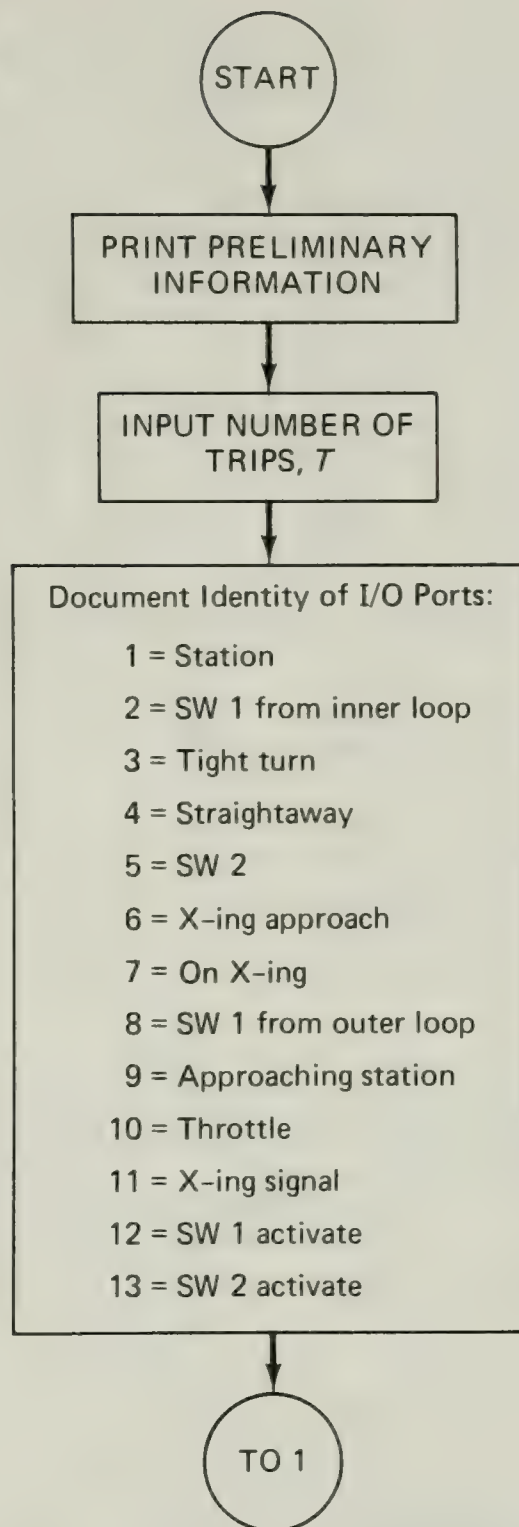 START
PRINT PRELIMINARY
INFORMATION
INPUT NUMBER OF
TRIPS, T
Document Identity of I/O Ports:
1 = Station
2 = SW 1 from inner loop
3 = Tight turn
4 = Straightaway
5 = SW 2
6 = X-ing approach
7 = On X-ing
8 = SW 1 from outer loop
9 = Approaching station
10 = Throttle
11 = X-ing signal
12 = SW 1 activate
13 = SW 2 activate
TO 1